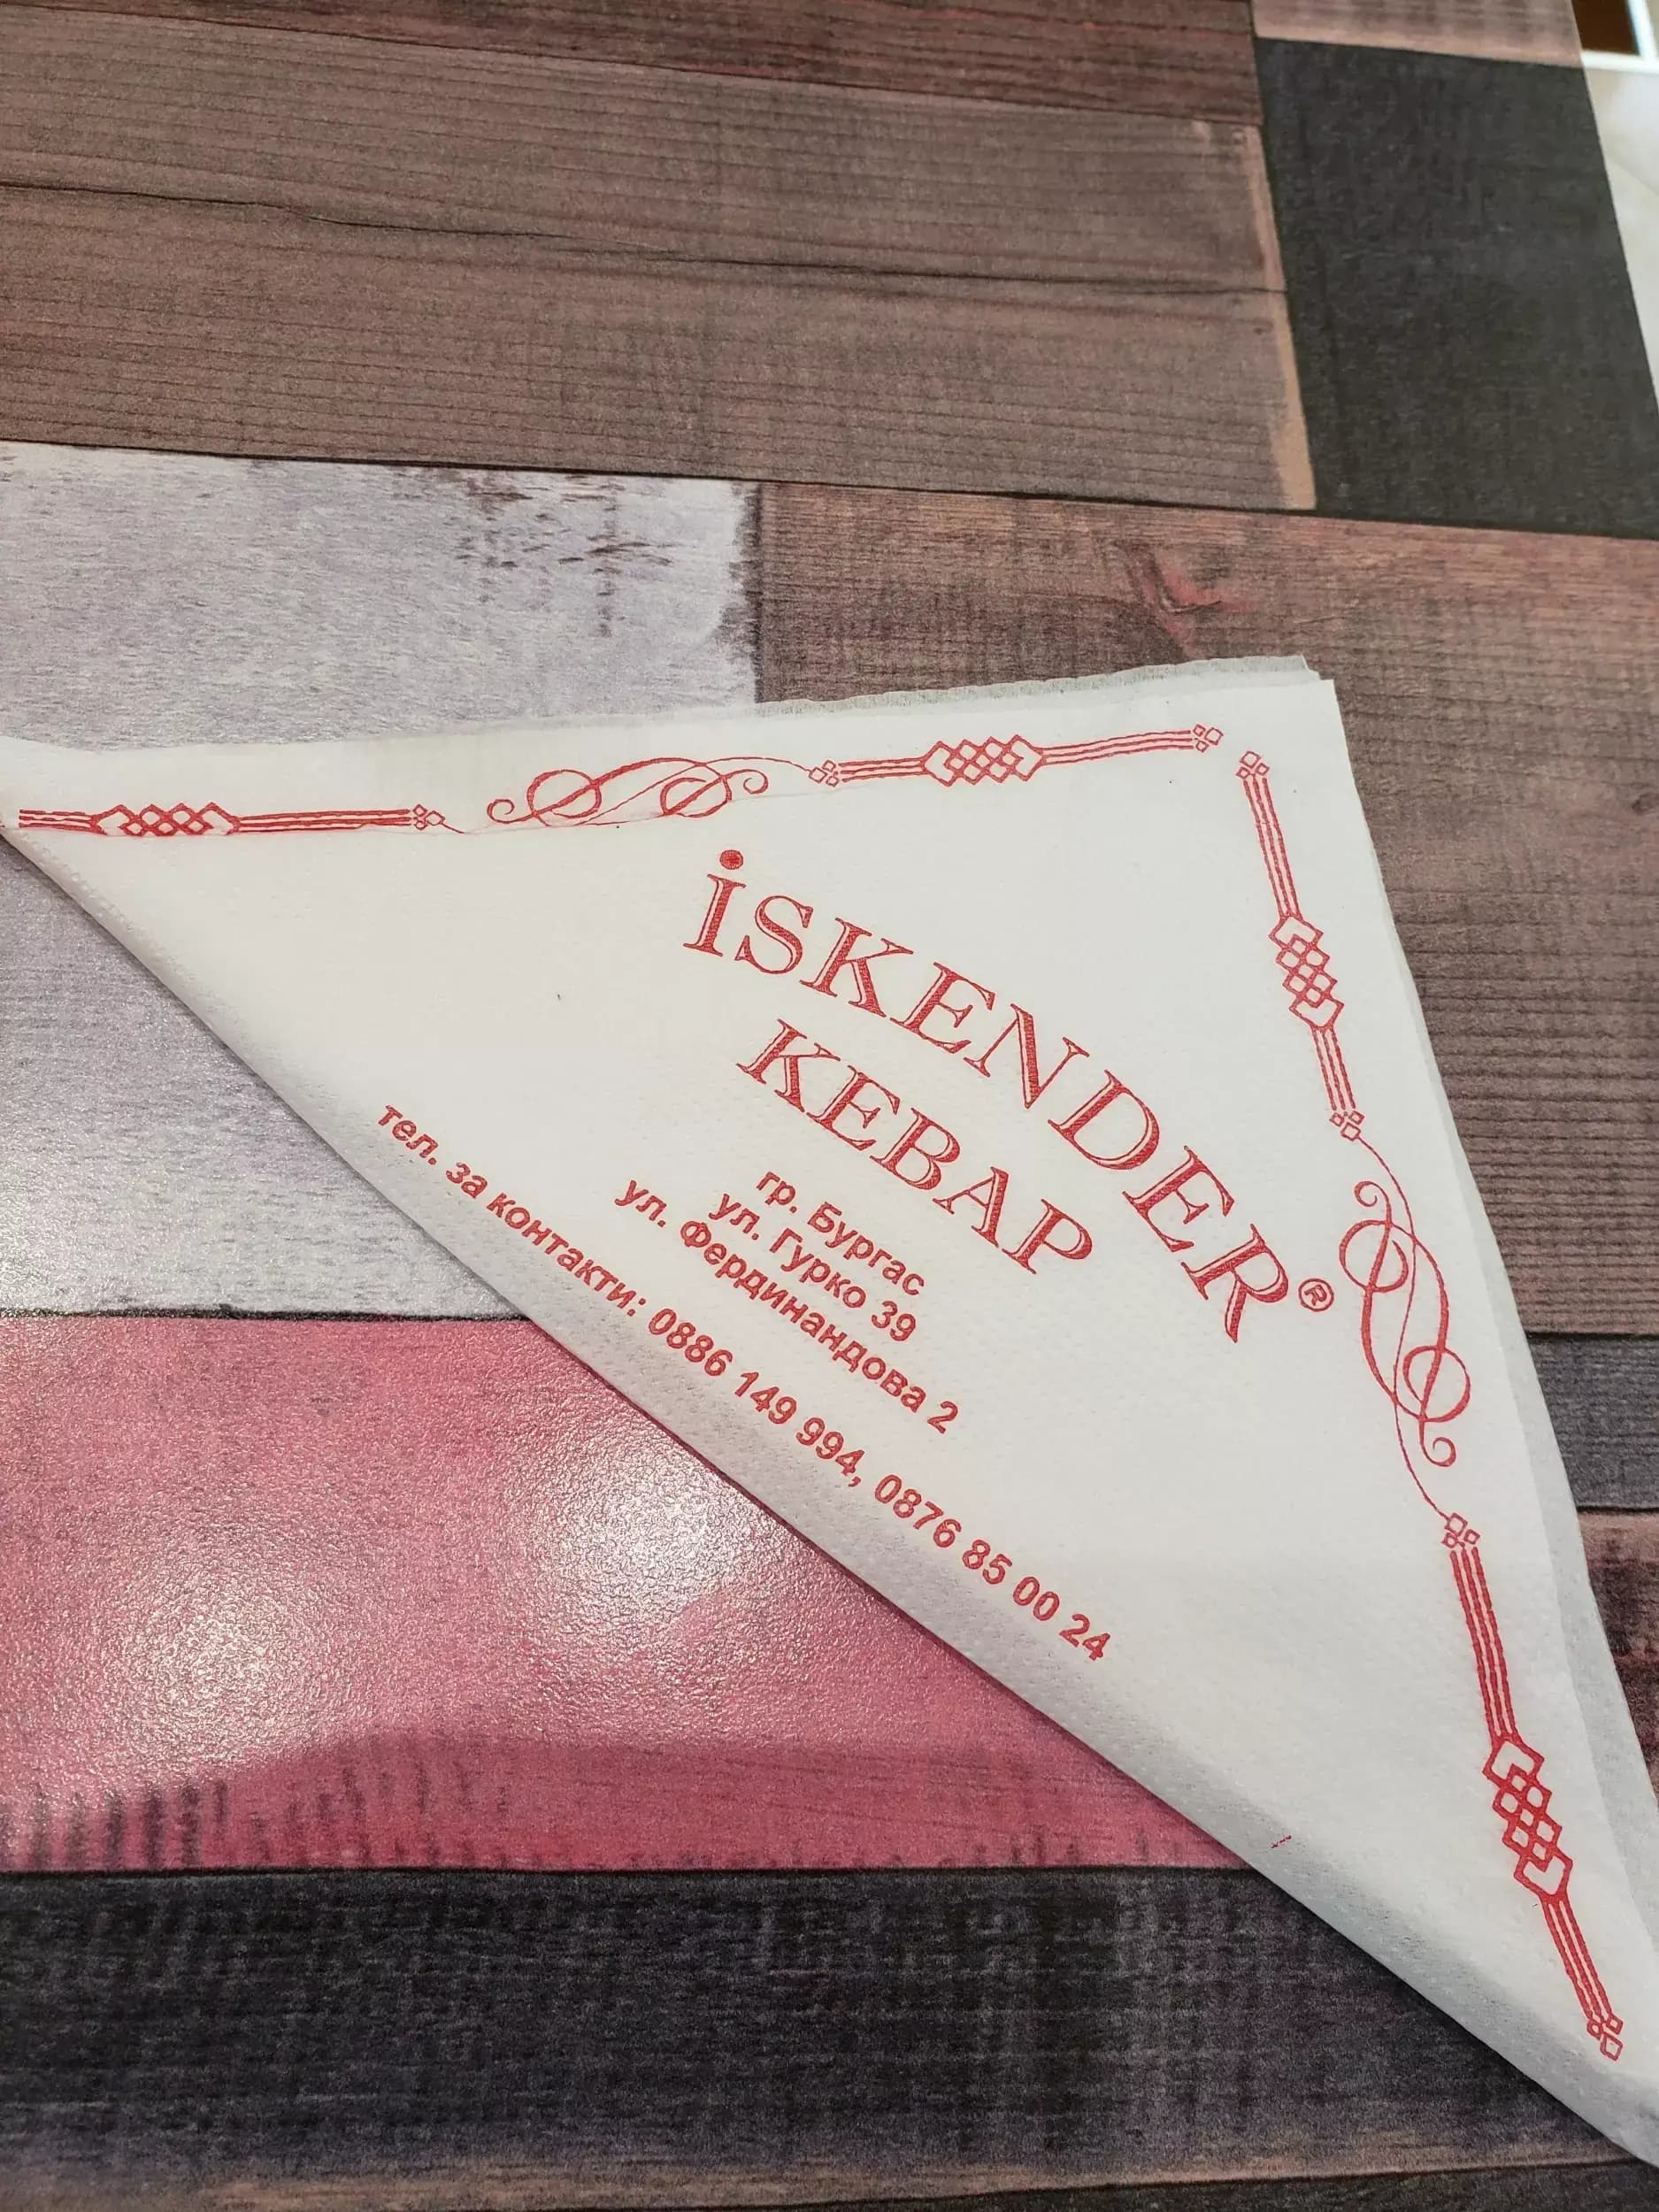 iSKENDER®
KEBAP
гр. Бургас
ул. Гурко 39
ул. Фердинандова 2
тел. за контакти: 0886 149 994, 0876 85 00 24